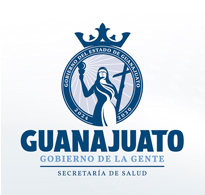 GOBIERNO DEL ESTADO DE GUANAJUATO
2024 2030
GUANAJUATO
GOBIERNO DE LA GENTE
SECRETARÍA DE SALUD